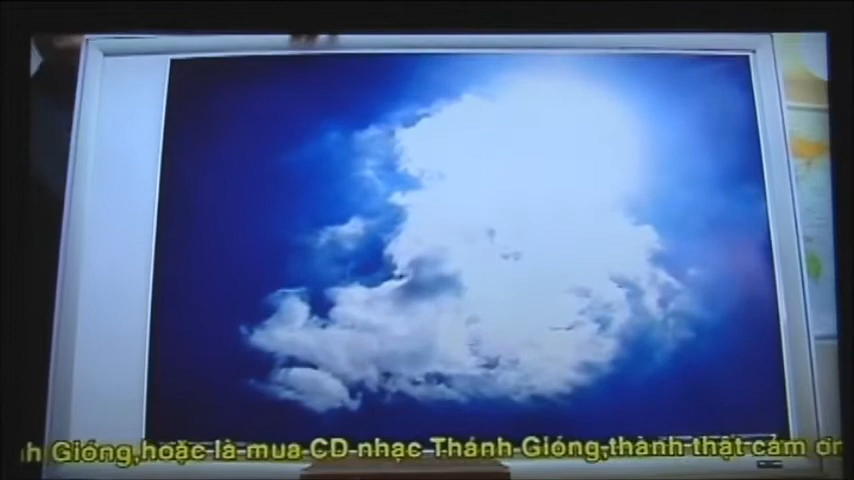 Gióng,hoặc là mua CD nhạc Thánh Gióng,thành thật cảm ơn